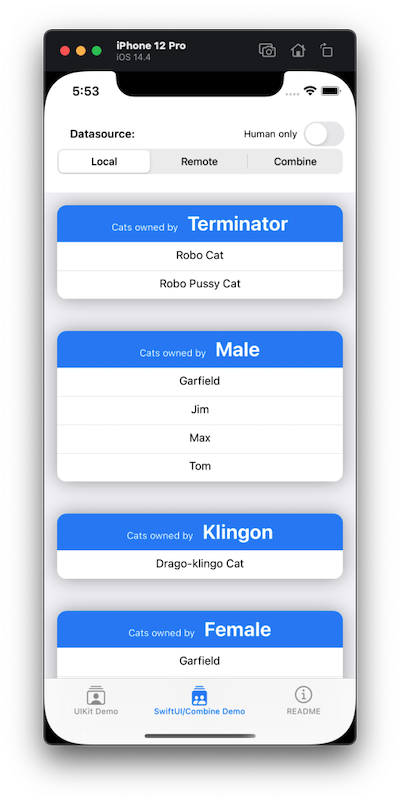 iPhone 12 Pro
iOS 14.4
5:53
Datasource: Human only
Local Remote Combine
Cats owned by Terminator
Robo Cat
Robo Pussy Cat
Cats owned by Male
Garfield
Jim
Max
Tom
Cats owned by Klingon
Drago-klingo Cat
Cats owned by Female
Garfield
UIKit Demo SwiftUI/Combine Demo README